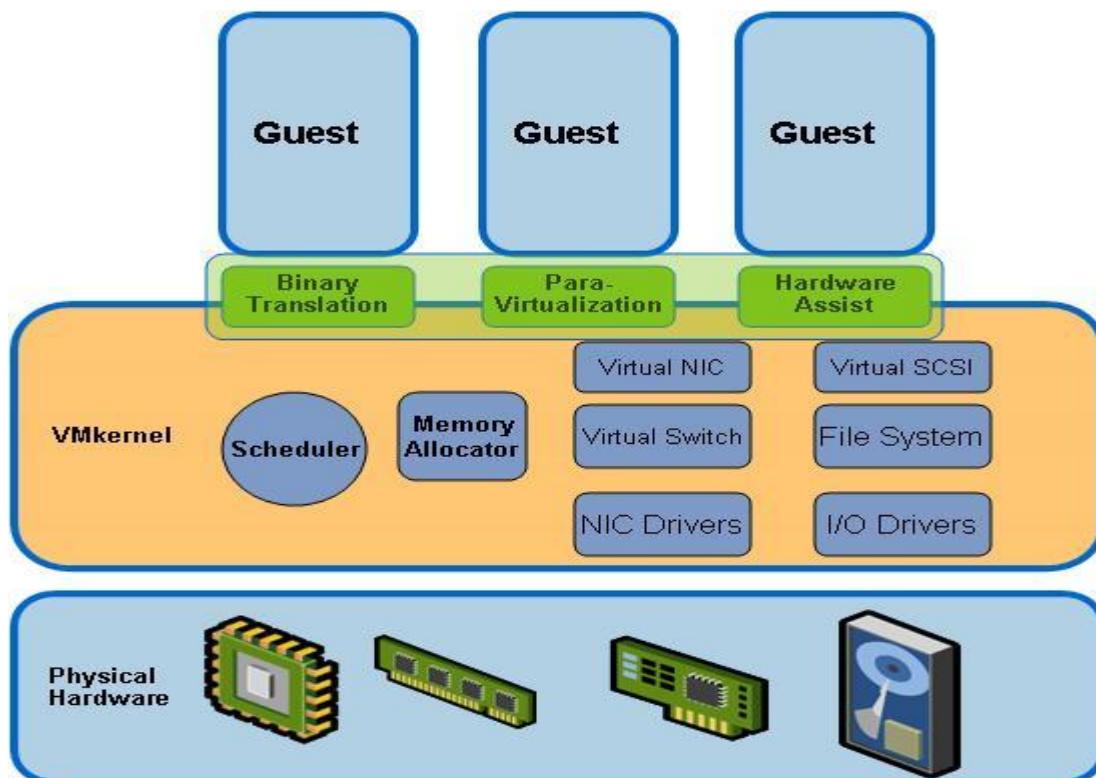 Guest
Guest
Guest
Binary
Translation
Para-
Virtualization
Hardware
Assist
Virtual NIC
Virtual SCSI
VMkernel
Scheduler
Memory
Allocator
Virtual Switch
File System
NIC Drivers
I/O Drivers
Physical
Hardware